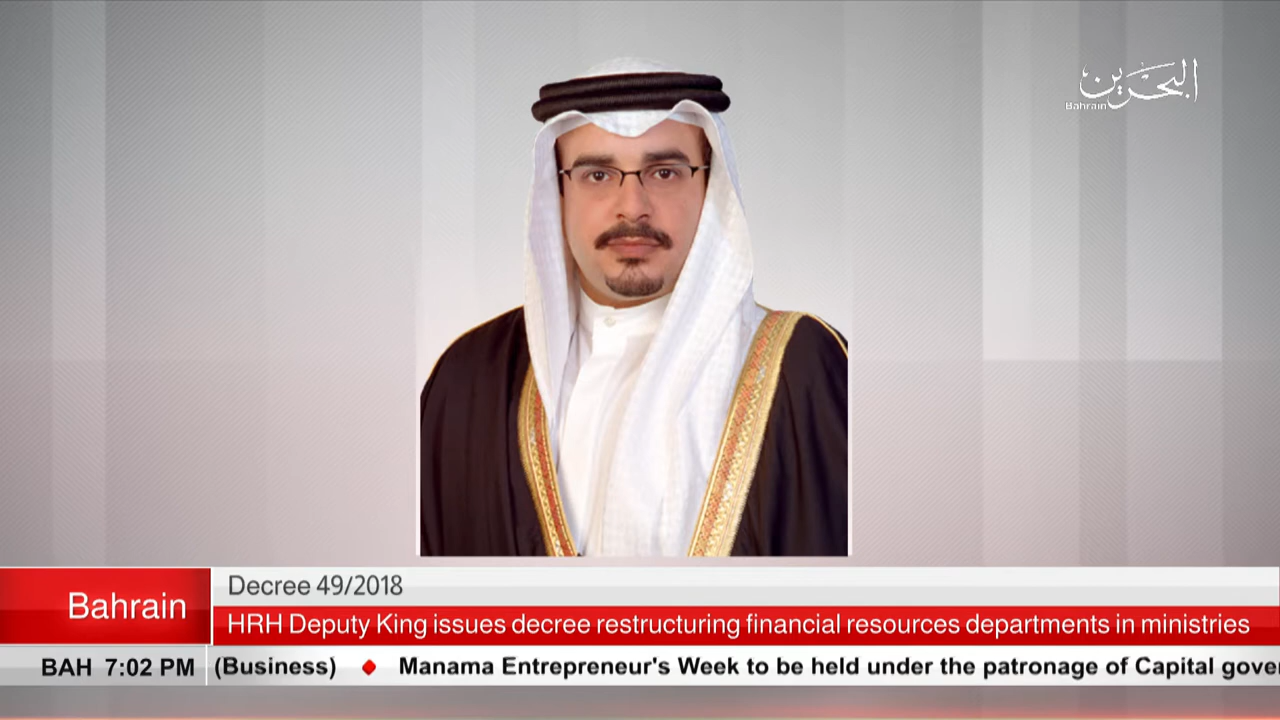 البحرين
Bahrain
Bahrain
Decree 49/2018
HRH Deputy King issues decree restructuring financial resources departments in ministries
BAH 7:02 PM
(Business) ♦ Manama Entrepreneur's Week to be held under the patronage of Capital gove